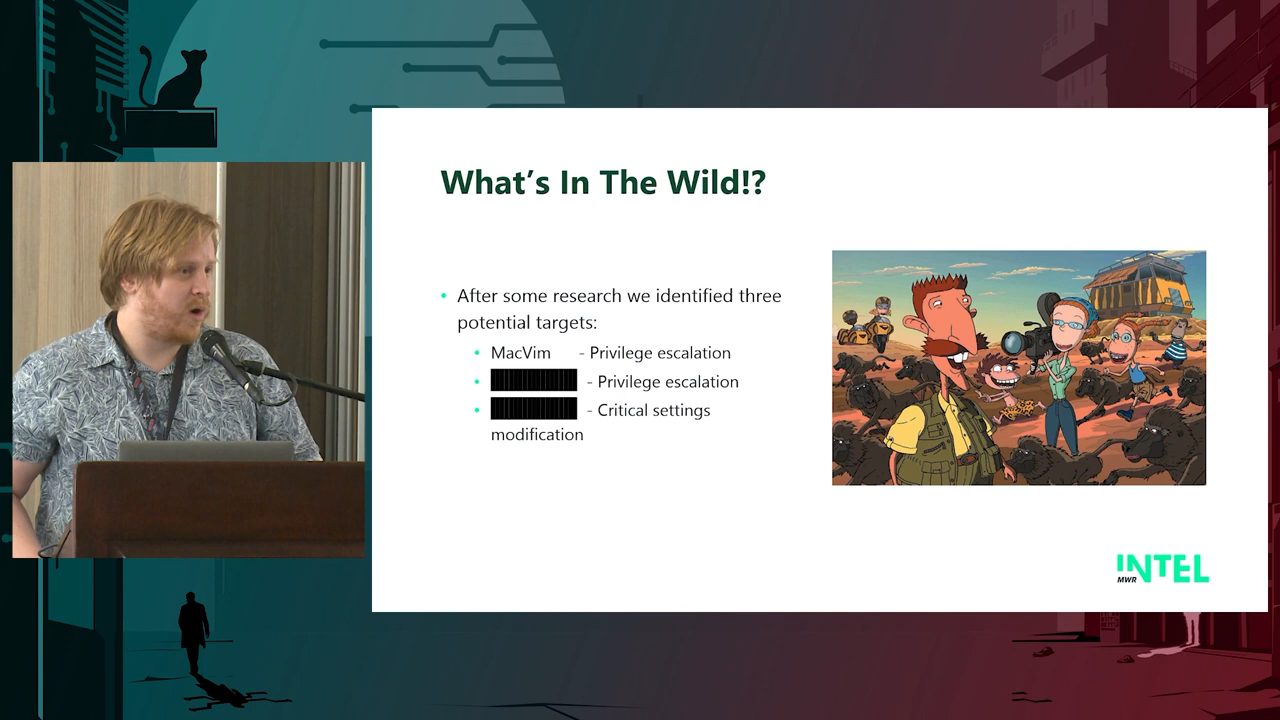 What's In The Wild!?
• After some research we identified three
potential targets:
• MacVim - Privilege escalation
• - Privilege escalation
• - Critical settings
modification
INTEL
MWR